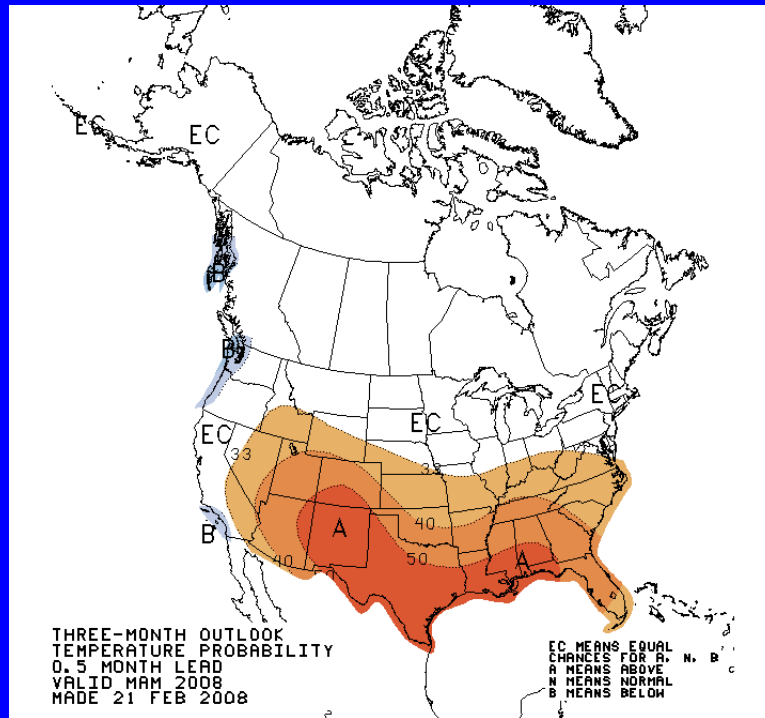 EC
EC
B
B
EC
EC
EC
33
33
A
40
B
50
A
40
50
THREE-MONTH OUTLOOK
TEMPERATURE PROBABILITY
0.5 MONTH LEAD
VALID MAM 2008
MADE 21 FEB 2008
EC MEANS EQUAL
CHANCES FOR A, N, B
A MEANS ABOVE
N MEANS NORMAL
B MEANS BELOW